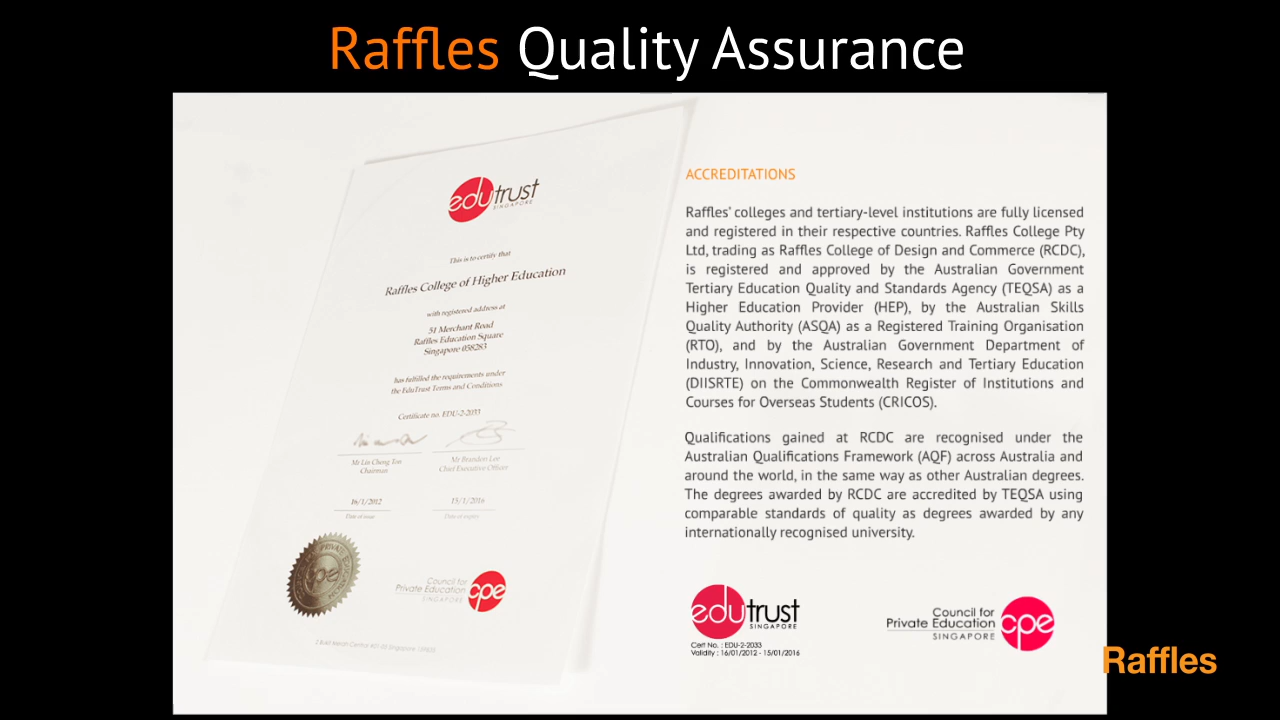 Raffles Quality Assurance
edutrust
SINGAPORE
This is to certify that
Raffles College of Higher Education
with registered address at
51 Merchant Road
Raffles Education Square
Singapore 058283
has fulfilled the requirements under
the EduTrust Terms and Conditions
Certificate no. EDU-2-2033
Mr Lin Cheng Ton
Chairman
Mr Brandon Lee
Chief Executive Officer
16/1/2012
Date of issue
15/1/2016
Date of expiry
PRIVATE EDUCATION
cpe
Council for
Private Education
SINGAPORE
cpe
ACCREDITATIONS
Raffles' colleges and tertiary-level institutions are fully licensed
and registered in their respective countries. Raffles College Pty
Ltd, trading as Raffles College of Design and Commerce (RCDC),
is registered and approved by the Australian Government
Tertiary Education Quality and Standards Agency (TEQSA) as a
Higher Education Provider (HEP), by the Australian Skills
Quality Authority (ASQA) as a Registered Training Organisation
(RTO), and by the Australian Government Department of
Industry, Innovation, Science, Research and Tertiary Education
(DIISRTE) on the Commonwealth Register of Institutions and
Courses for Overseas Students (CRICOS).
Qualifications gained at RCDC are recognised under the
Australian Qualifications Framework (AQF) across Australia and
around the world, in the same way as other Australian degrees.
The degrees awarded by RCDC are accredited by TEQSA using
comparable standards of quality as degrees awarded by any
internationally recognised university.
edutrust
SINGAPORE
Cert No. : EDU-2-2033
Validity : 16/01/2012 - 15/01/2016
Council for
Private Education
SINGAPORE
cpe
Raffles